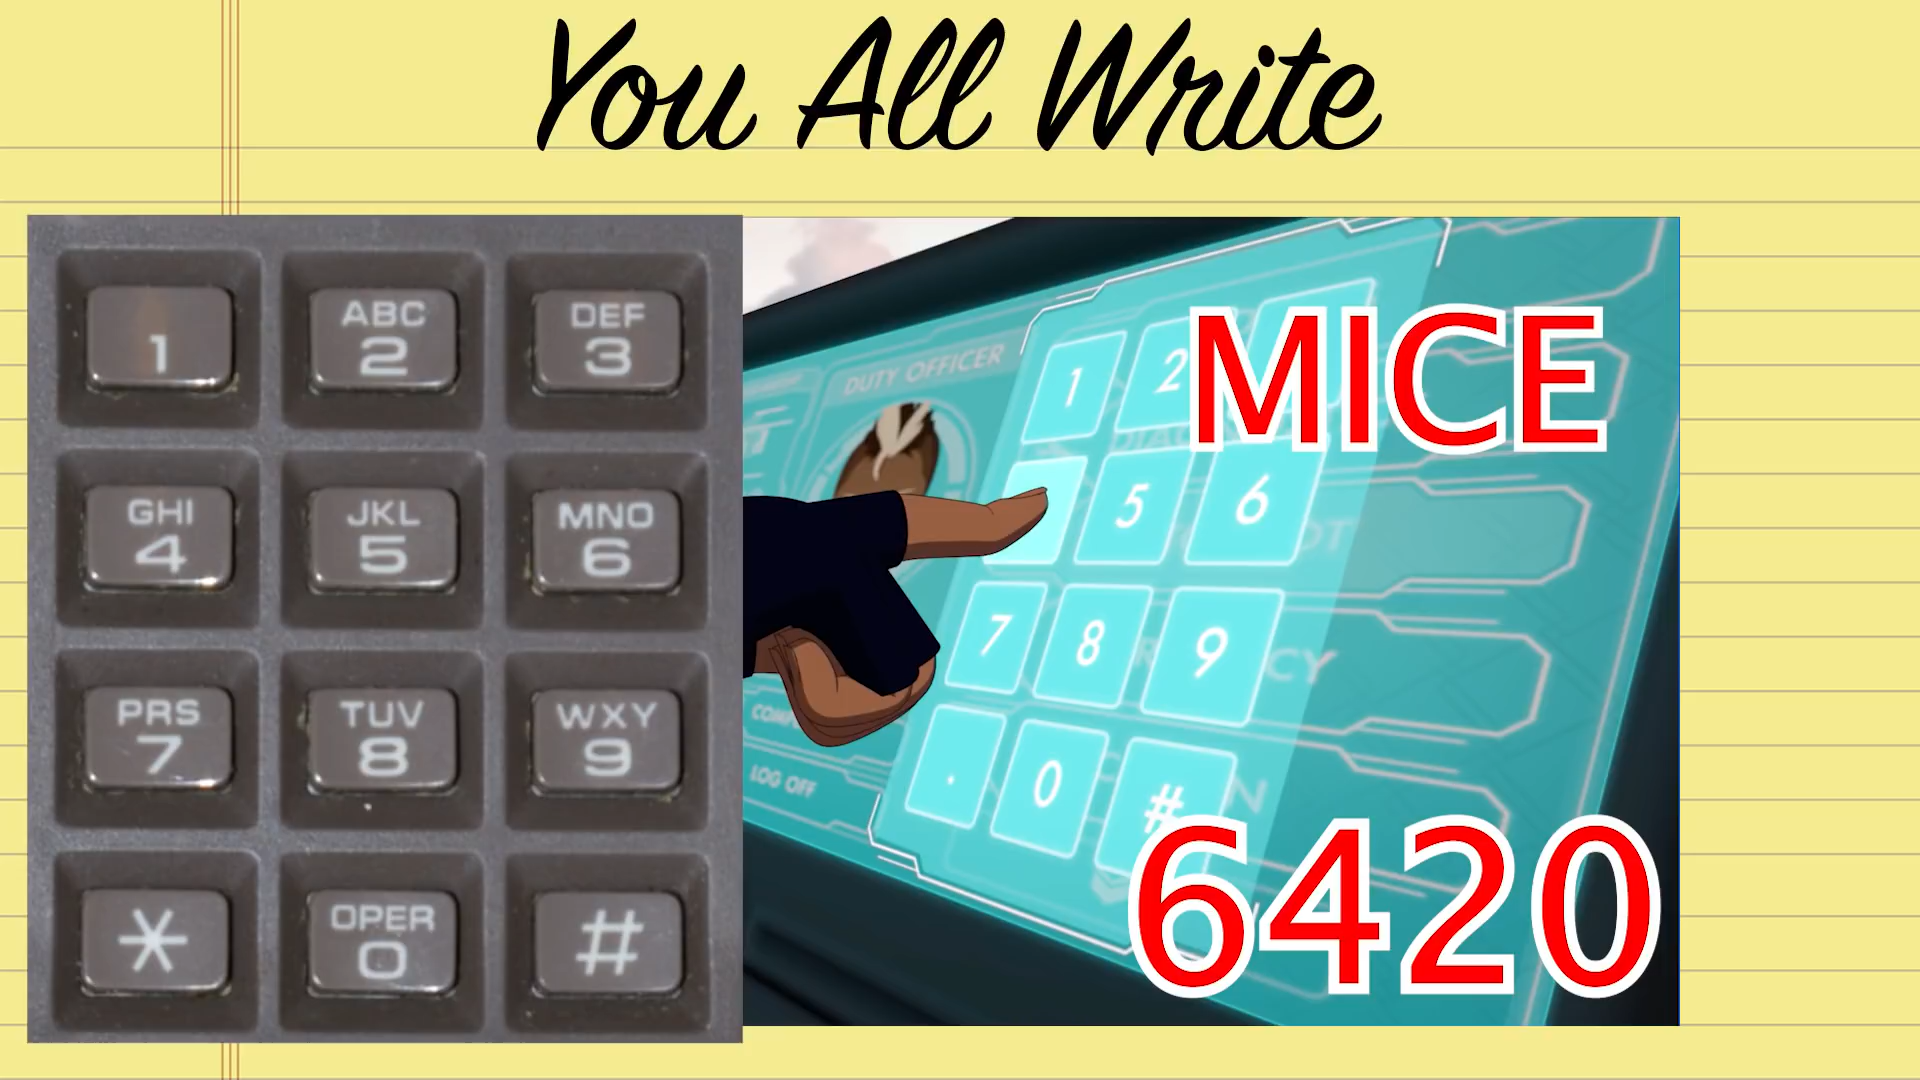 You All Write
1
ABC
2
DEF
3
GHI
4
JKL
5
MNO
6
PRS
7
TUV
8
WXY
9
*
OPER
0
#
DUTY OFFICER
1
2
5
6
7
8
9
.
0
#
CY
LOG OFF
MICE
6420